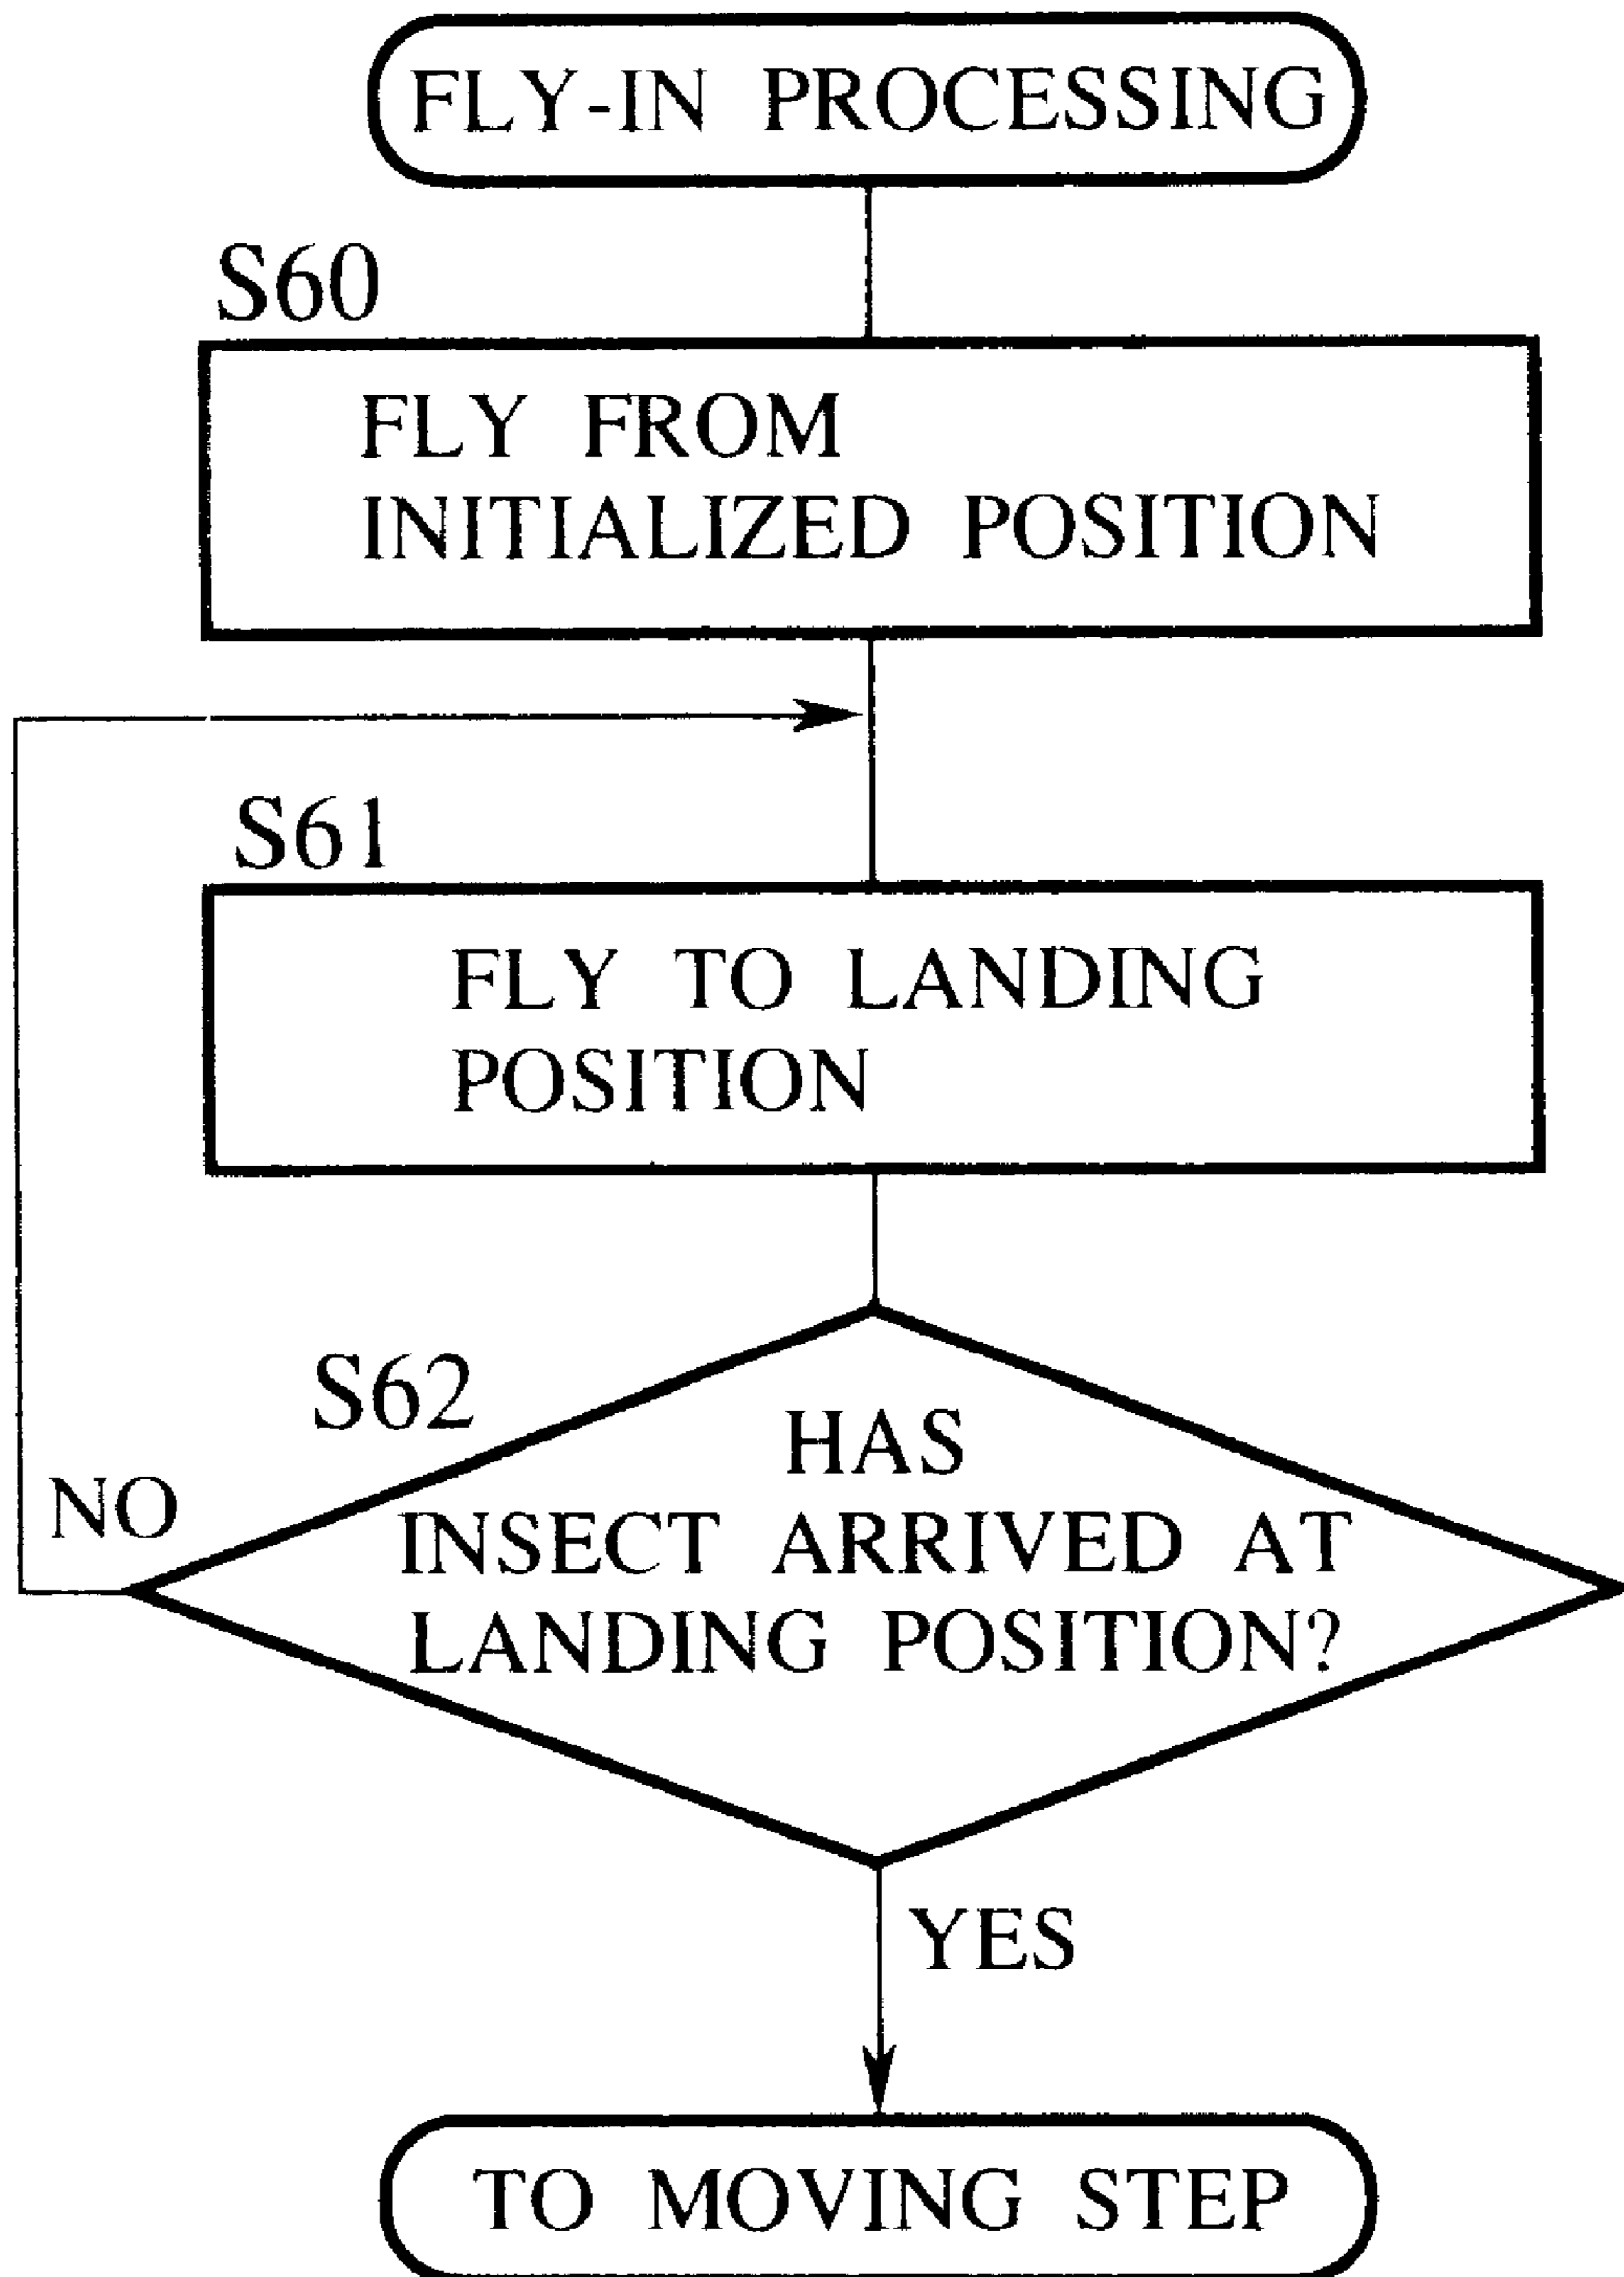 FLY-IN PROCESSING
S60
FLY FROM
INITIALIZED POSITION
S61
FLY TO LANDING
POSITION
S62
HAS
NO
INSECT ARRIVED AT
LANDING POSITION?
YES
TO MOVING STEP